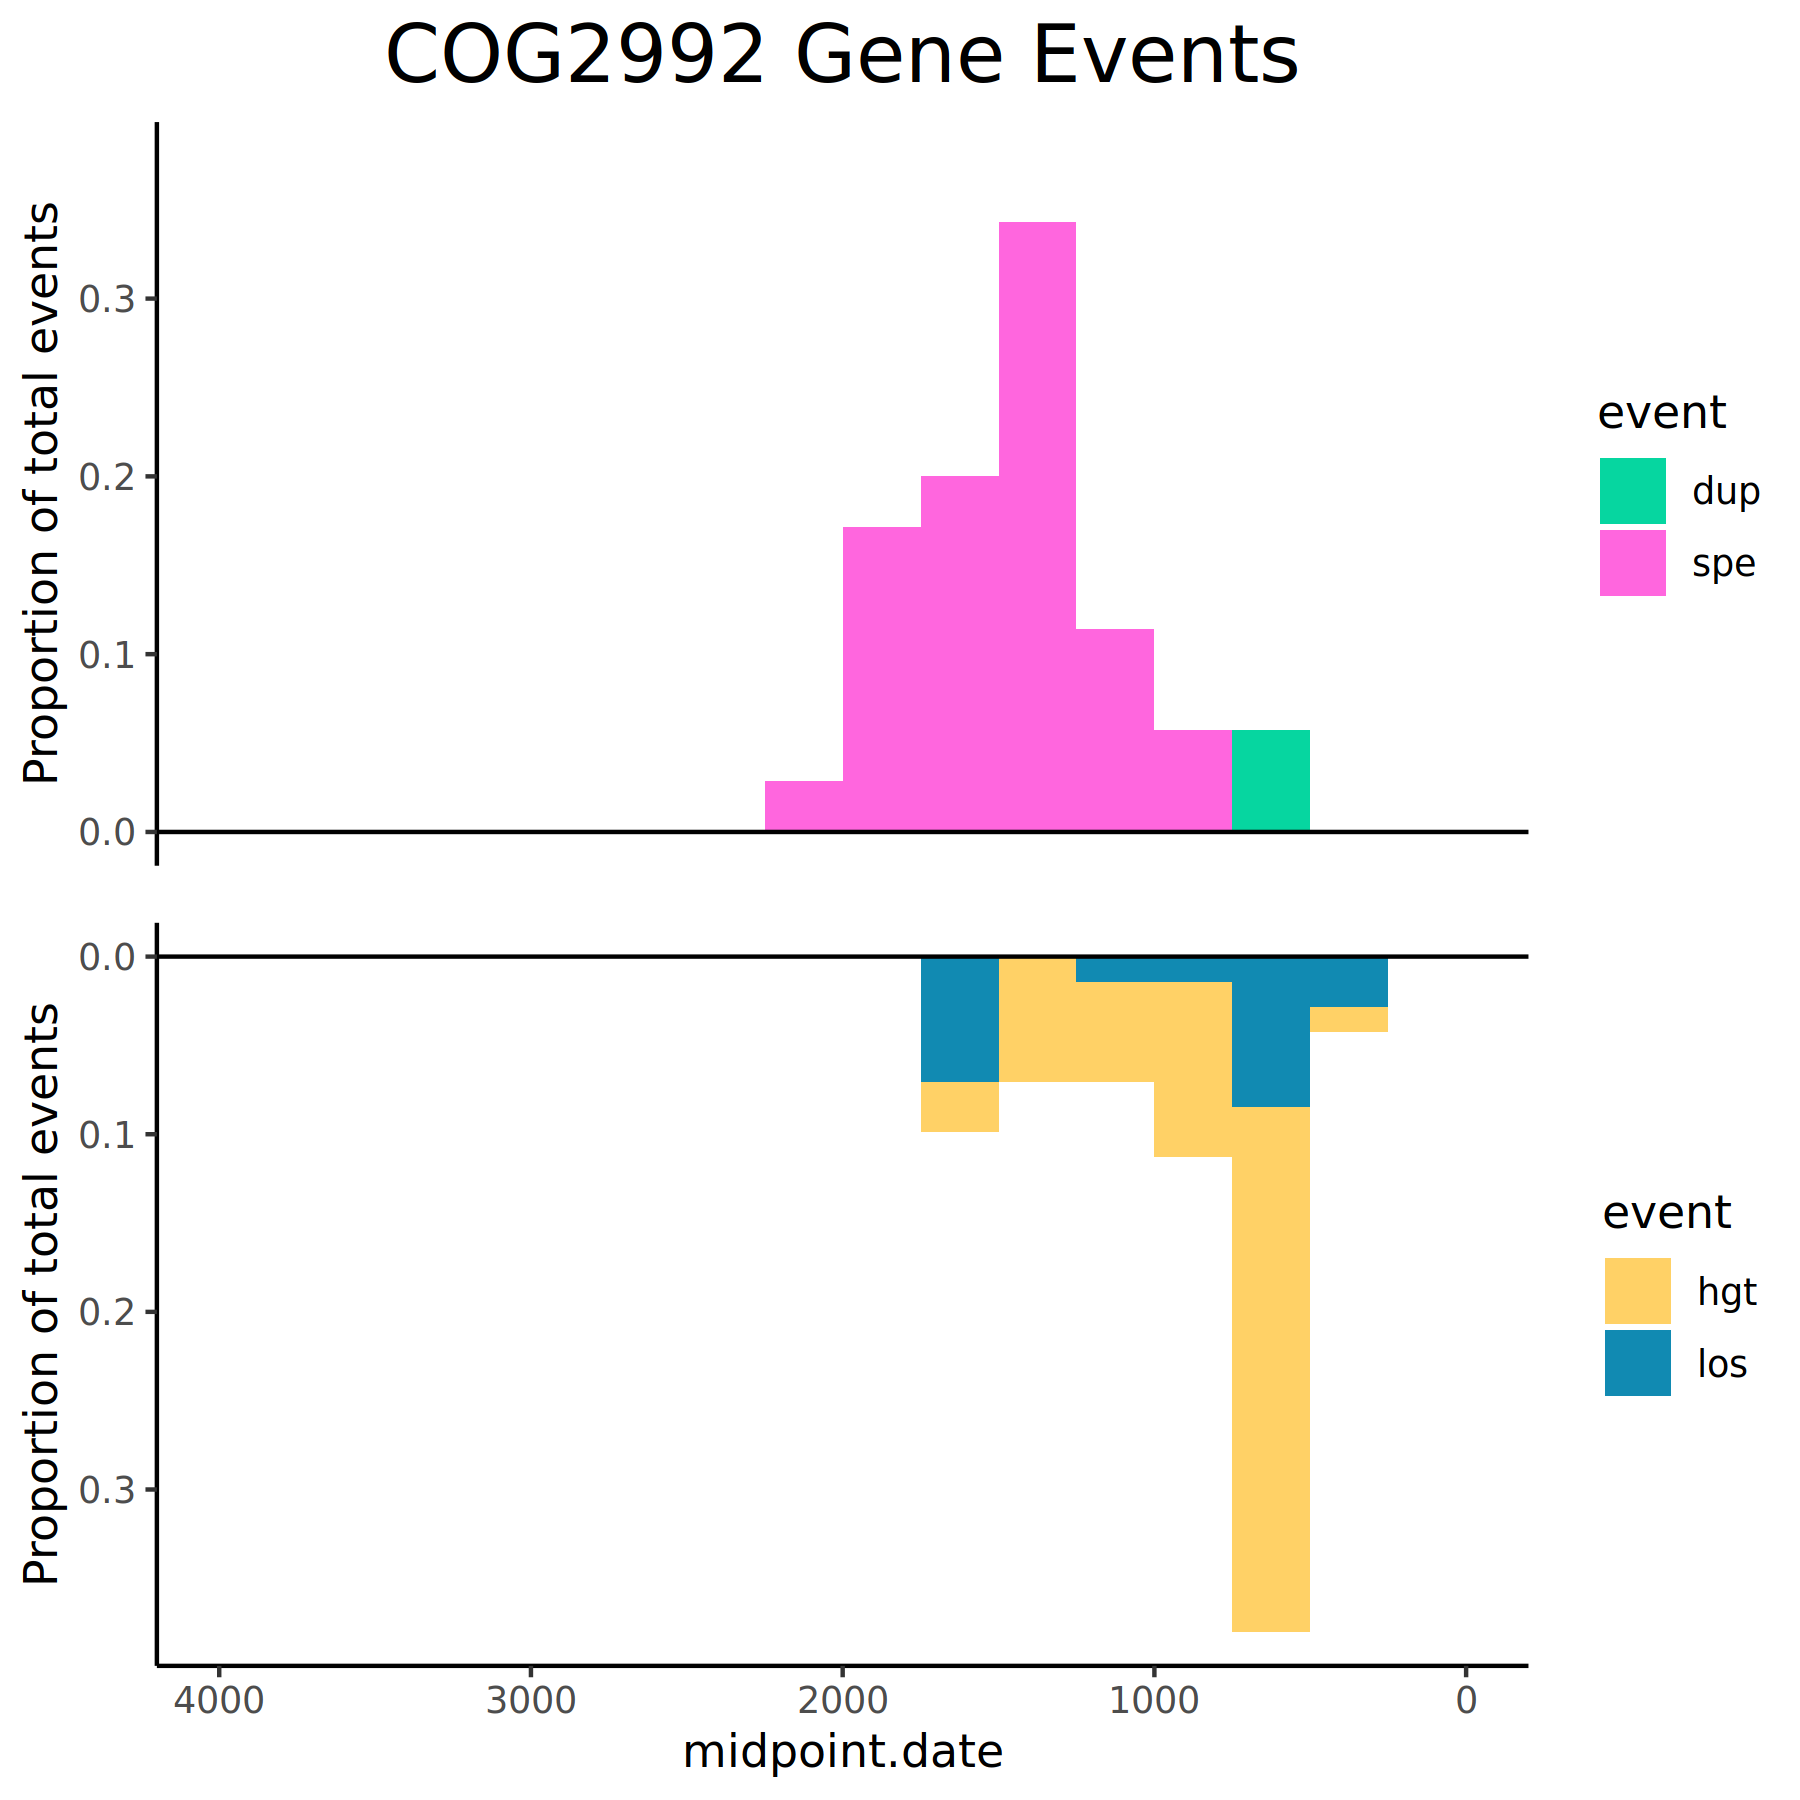 COG2992 Gene Events
Proportion of total events
0.3
0.2
0.1
0.0
event
dup
spe
Proportion of total events
0.0
0.1
0.2
0.3
event
hgt
los
4000 3000 2000 1000 0
midpoint.date